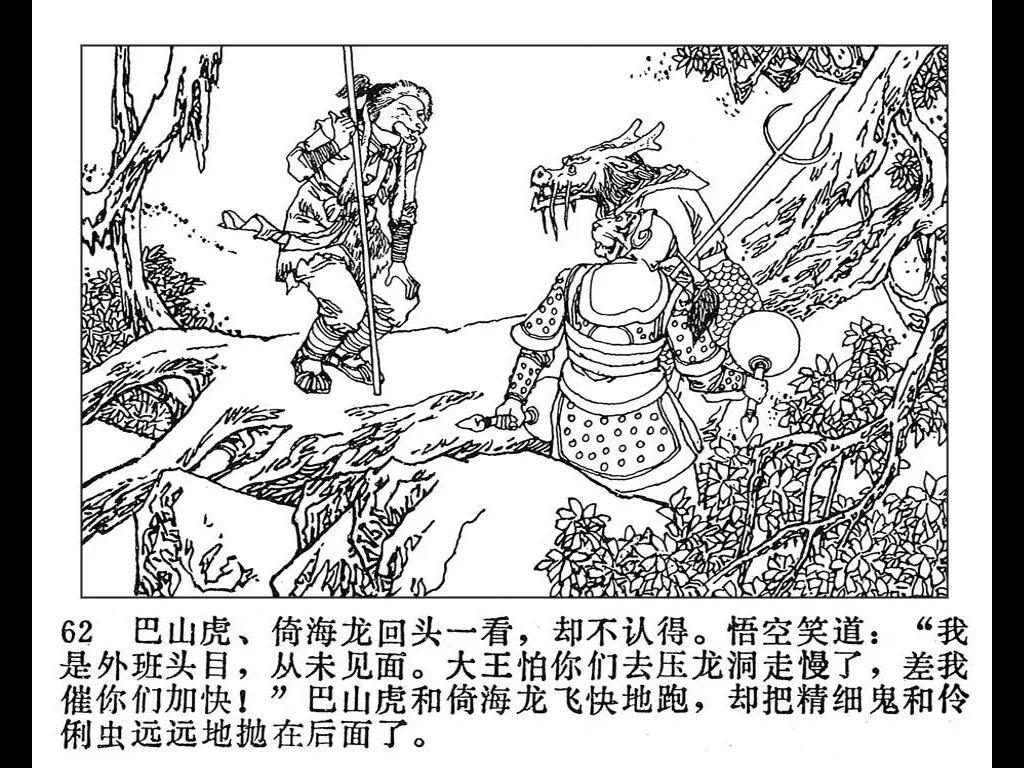 62 巴山虎、倚海龙回头一看，却不认得。悟空笑道：“我
是外班头目，从未见面。大王怕你们去压龙洞走慢了，差我
催你们加快！”巴山虎和倚海龙飞快地跑，却把精细鬼和伶
俐虫远远地抛在后面了。